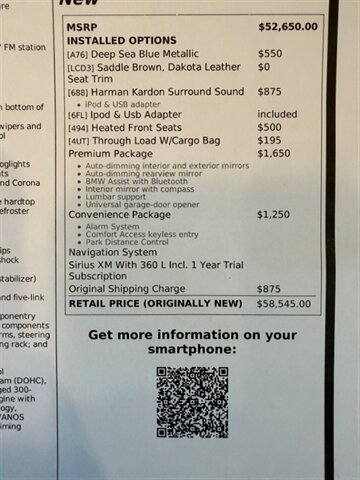 New
MSRP $52,650.00
INSTALLED OPTIONS
[A76] Deep Sea Blue Metallic $550
[LCD3] Saddle Brown, Dakota Leather $0
Seat Trim
[688] Harman Kardon Surround Sound $875
• iPod & USB adapter
[6FL] Ipod & Usb Adapter included
[494] Heated Front Seats $500
[4UT] Through Load W/Cargo Bag $195
Premium Package $1,650
• Auto-dimming interior and exterior mirrors
• Auto-dimming rearview mirror
• BMW Assist with Bluetooth
• Interior mirror with compass
• Lumbar support
• Universal garage-door opener
Convenience Package $1,250
• Alarm System
• Comfort Access keyless entry
• Park Distance Control
Navigation System
Sirius XM With 360 L Incl. 1 Year Trial
Subscription
Original Shipping Charge $875
RETAIL PRICE (ORIGINALLY NEW) $58,545.00
Get more information on your
smartphone:
re
" FM station
n bottom of
wipers and
ol
oglights
ts
nd Corona
e hardtop
efroster
ips
shock
stabilizer)
nd five-link
ponentry
components
rms, steering
ng rack; and
ol
am (DOHC),
ged 300-
gine with
ogy,
VANOS
iming